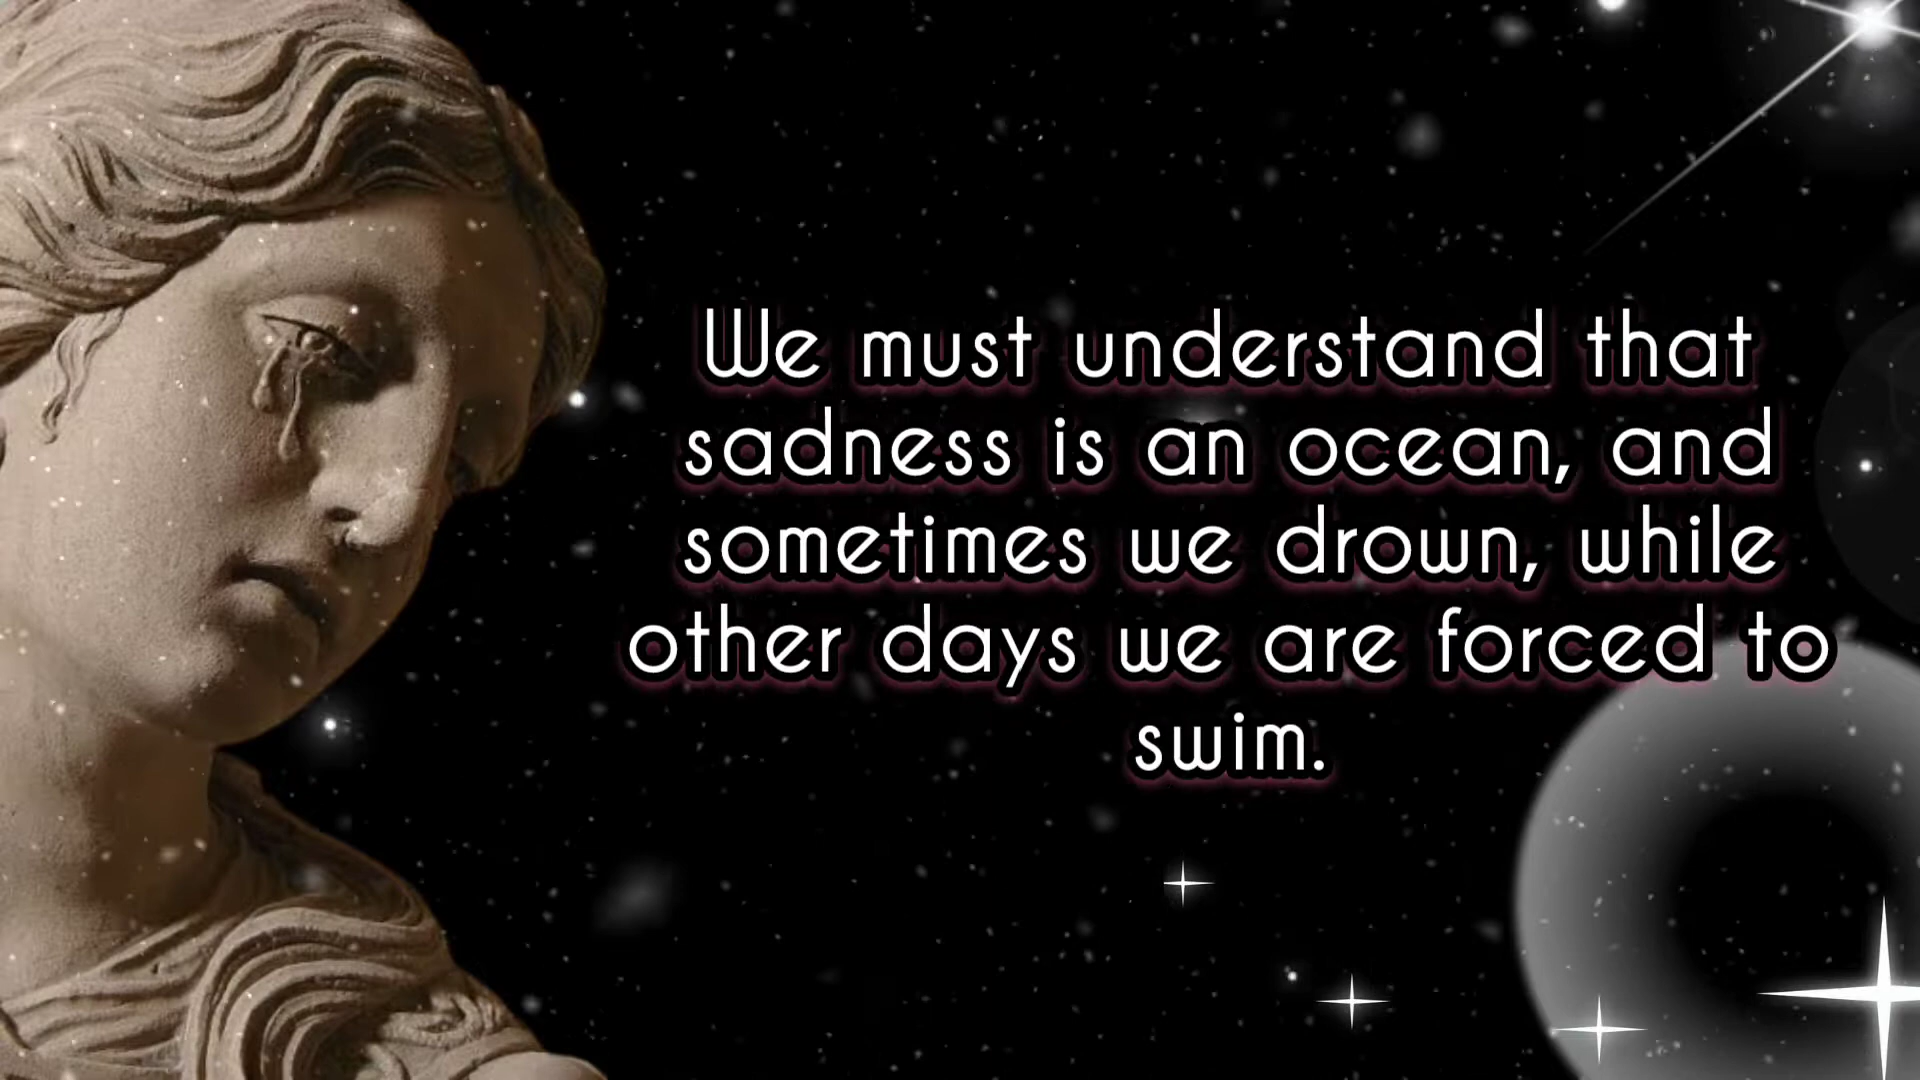 We must understand that
sadness is an ocean, and
sometimes we drown, while
other days we are forced to
swim.